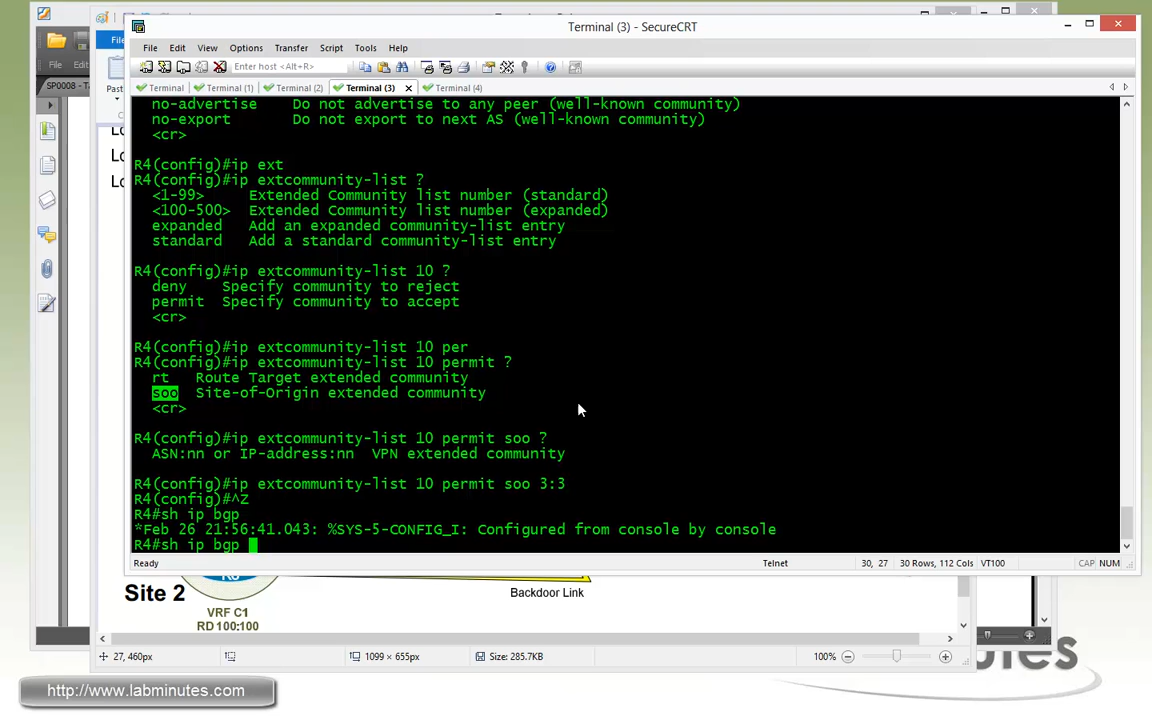 Terminal (3) - SecureCRT
File
File Edit View Options Transfer Script Tools Help
Enter host <Alt+R>
File
SP0008 - T
Paste
Terminal Terminal (1) Terminal (2) Terminal (3) Terminal (4)
no-advertise Do not advertise to any peer (well-known community)
no-export Do not export to next AS (well-known community)
<cr>
R4(config)#ip ext
R4(config)#ip extcommunity-list ?
<1-99> Extended Community list number (standard)
<100-500> Extended Community list number (expanded)
expanded Add an expanded community-list entry
standard Add a standard community-list entry
R4(config)#ip extcommunity-list 10 ?
deny Specify community to reject
permit Specify community to accept
<cr>
R4(config)#ip extcommunity-list 10 per
R4(config)#ip extcommunity-list 10 permit ?
rt Route Target extended community
soo Site-of-Origin extended community
<cr>
R4(config)#ip extcommunity-list 10 permit soo ?
ASN:nn or IP-address:nn VPN extended community
R4(config)#ip extcommunity-list 10 permit soo 3:3
R4(config)#^Z
R4#sh ip bgp
*Feb 26 21:56:41.043: %SYS-5-CONFIG_I: Configured from console by console
R4#sh ip bgp
Ready Telnet 30, 27 30 Rows, 112 Cols VT100 CAP NUM
Site 2
Backdoor Link
VRF C1
RD 100:100
27, 460px 1099 × 655px Size: 285.7KB 100%
http://www.labminutes.com